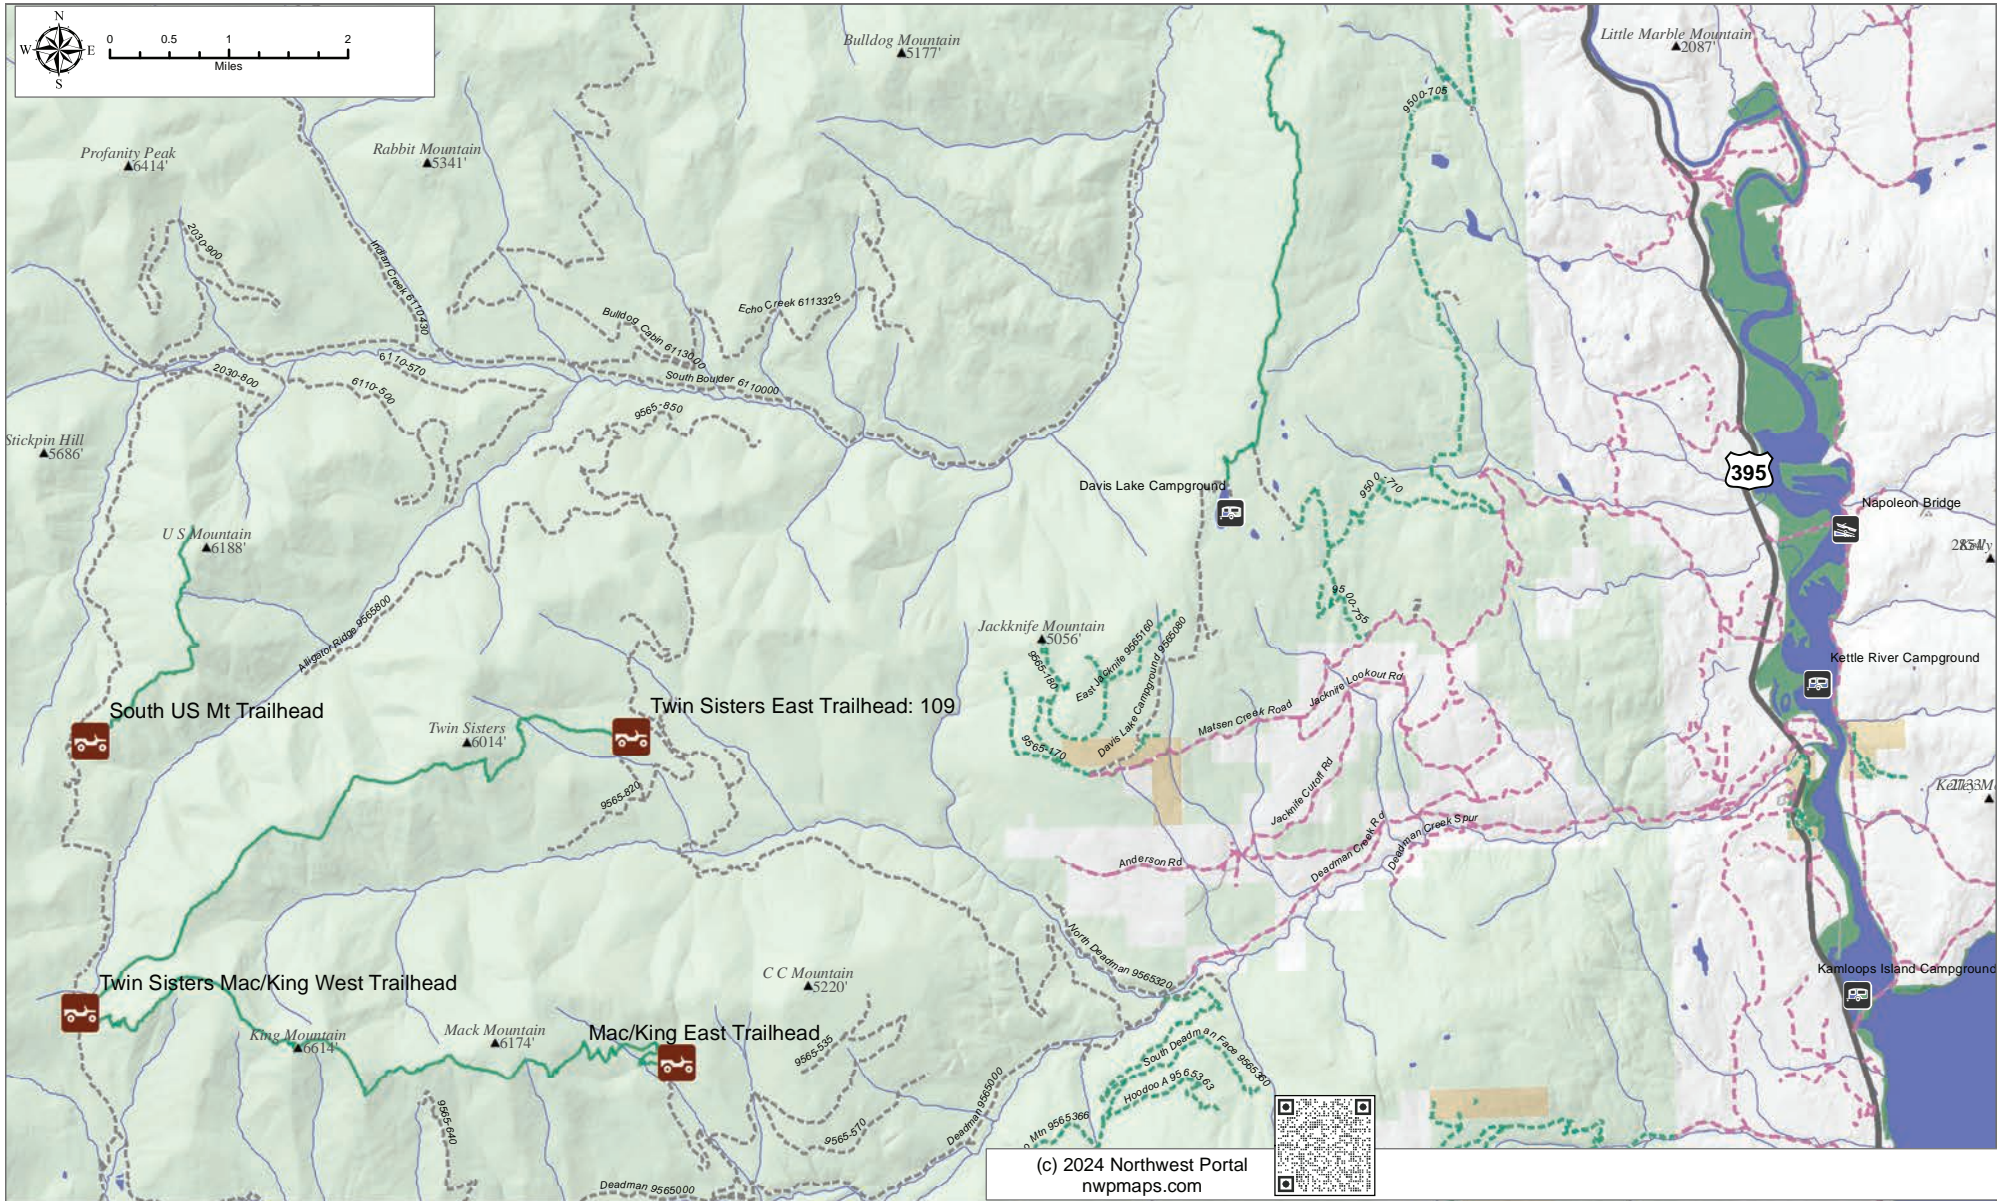 N
W E
S
0 0.5 1 2
Miles
Bulldog Mountain
5177'
Little Marble Mountain
2087'
Profanity Peak
6414'
Rabbit Mountain
5341'
9500-705
2030-900
Indian Creek 6110430
Echo Creek 6113325
Bulldog Cabin 6113000
South Boulder 6110000
6110-570
2030-800
6110-500
9565-850
Stickpin Hill
5686'
395
Davis Lake Campground
9500-710
Napoleon Bridge
U S Mountain
6188'
9500-755
Alligator Ridge 9565800
Jackknife Mountain
5056'
9565-180
East Jacknife 9565160
Davis Lake Campground 9565080
Kettle River Campground
Jacknife Lookout Rd
Matsen Creek Road
South US Mt Trailhead
Twin Sisters East Trailhead: 109
Twin Sisters
6014'
9565-170
9565-820
Jacknife Cutoff Rd
Deadman Creek Rd
Deadman Creek Spur
Anderson Rd
North Deadman 9565320
C C Mountain
5220'
Kamloops Island Campground
Twin Sisters Mac/King West Trailhead
King Mountain
6614'
Mack Mountain
6174'
Mac/King East Trailhead
9565-535
South Deadman Face 9565360
Hoodoo A 9565363
9565-640
9565-570
Deadman 9565000
Mtn 9565366
Deadman 9565000
(c) 2024 Northwest Portal
nwpmaps.com